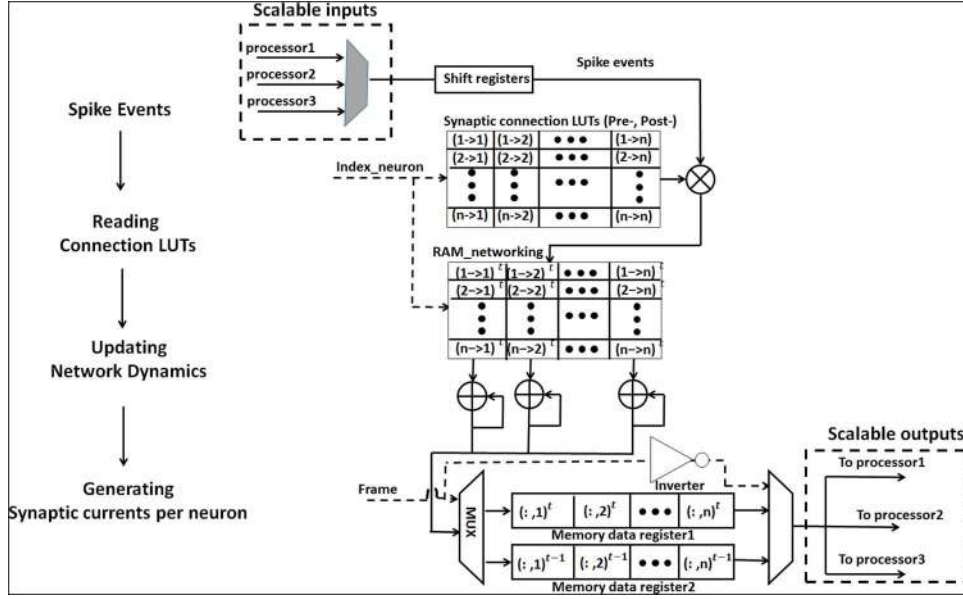 Scalable inputs
processor1
processor2
processor3
Shift registers
Spike events
Spike Events
Reading
Connection LUTs
Updating
Network Dynamics
Generating
Synaptic currents per neuron
Synaptic connection LUTs (Pre-, Post-)
(1->1) (1->2) ● ● ● (1->n)
(2->1) (2->2) ● ● ● (2->n)
● ● ●
(n->1) (n->2) ● ● ● (n->n)
Index_neuron
RAM_networking
(1->1)^t (1->2)^t ● ● ● (1->n)^t
(2->1)^t (2->2)^t ● ● ● (2->n)^t
● ● ●
(n->1)^t (n->2)^t ● ● ● (n->n)^t
Frame
Inverter
MUX
(: ,1)^t (: ,2)^t ● ● ● (: ,n)^t
Memory data register1
(: ,1)^t−1 (: ,2)^t−1 ● ● ● (: ,n)^t−1
Memory data register2
Scalable outputs
To processor1
To processor2
To processor3